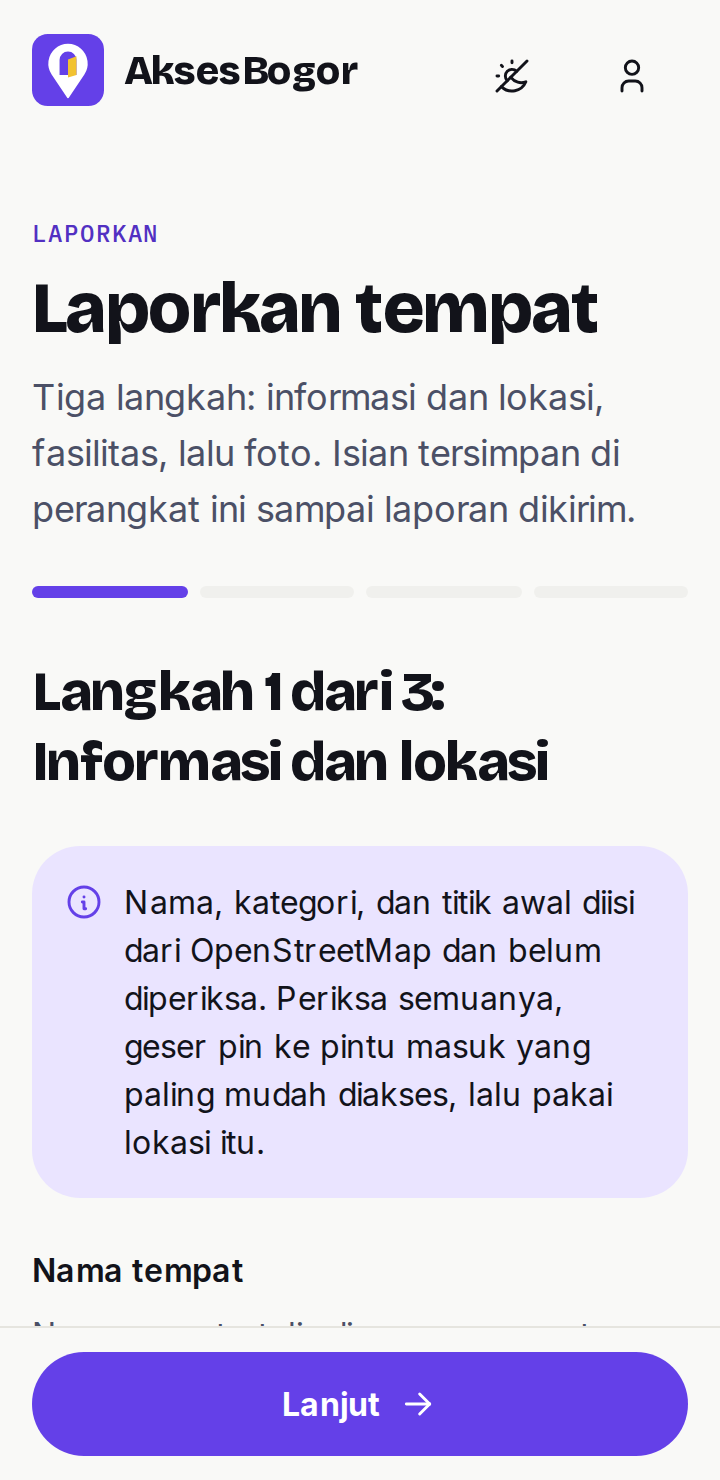 AksesBogor
LAPORKAN
Laporkan tempat
Tiga langkah: informasi dan lokasi,
fasilitas, lalu foto. Isian tersimpan di
perangkat ini sampai laporan dikirim.
Langkah 1 dari 3:
Informasi dan lokasi
Nama, kategori, dan titik awal diisi
dari OpenStreetMap dan belum
diperiksa. Periksa semuanya,
geser pin ke pintu masuk yang
paling mudah diakses, lalu pakai
lokasi itu.
Nama tempat
Lanjut